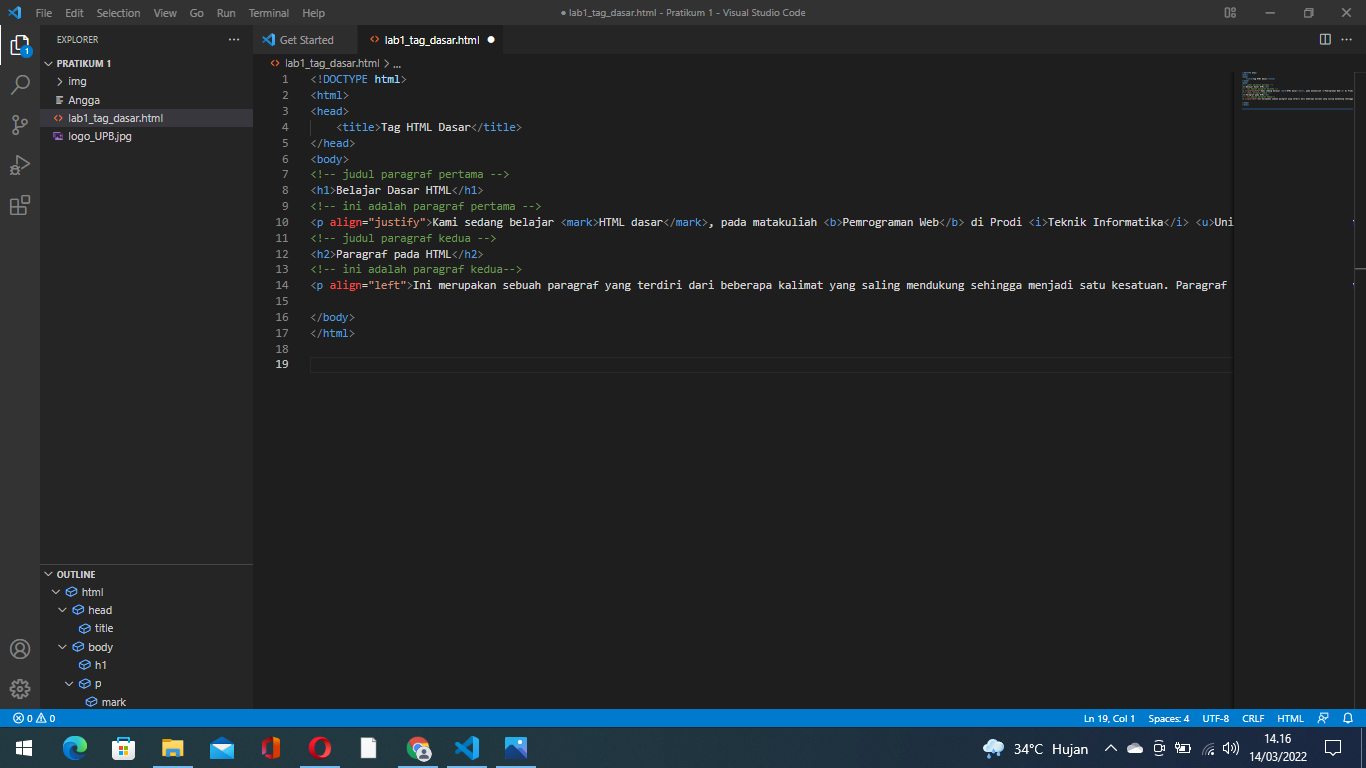 File Edit Selection View Go Run Terminal Help
● lab1_tag_dasar.html - Pratikum 1 - Visual Studio Code
EXPLORER ···
Get Started
lab1_tag_dasar.html ●
1
PRATIKUM 1
img
Angga
lab1_tag_dasar.html
logo_UPB.jpg
lab1_tag_dasar.html > ...
1 <!DOCTYPE html>
2 <html>
3 <head>
4 <title>Tag HTML Dasar</title>
5 </head>
6 <body>
7 <!-- judul paragraf pertama -->
8 <h1>Belajar Dasar HTML</h1>
9 <!-- ini adalah paragraf pertama -->
10 <p align="justify">Kami sedang belajar <mark>HTML dasar</mark>, pada matakuliah <b>Pemrograman Web</b> di Prodi <i>Teknik Informatika</i> <u>Uni
11 <!-- judul paragraf kedua -->
12 <h2>Paragraf pada HTML</h2>
13 <!-- ini adalah paragraf kedua-->
14 <p align="left">Ini merupakan sebuah paragraf yang terdiri dari beberapa kalimat yang saling mendukung sehingga menjadi satu kesatuan. Paragraf
15
16 </body>
17 </html>
18
19
OUTLINE
html
head
title
body
h1
p
mark
0 0
Ln 19, Col 1 Spaces: 4 UTF-8 CRLF HTML
34°C Hujan
14.16
14/03/2022